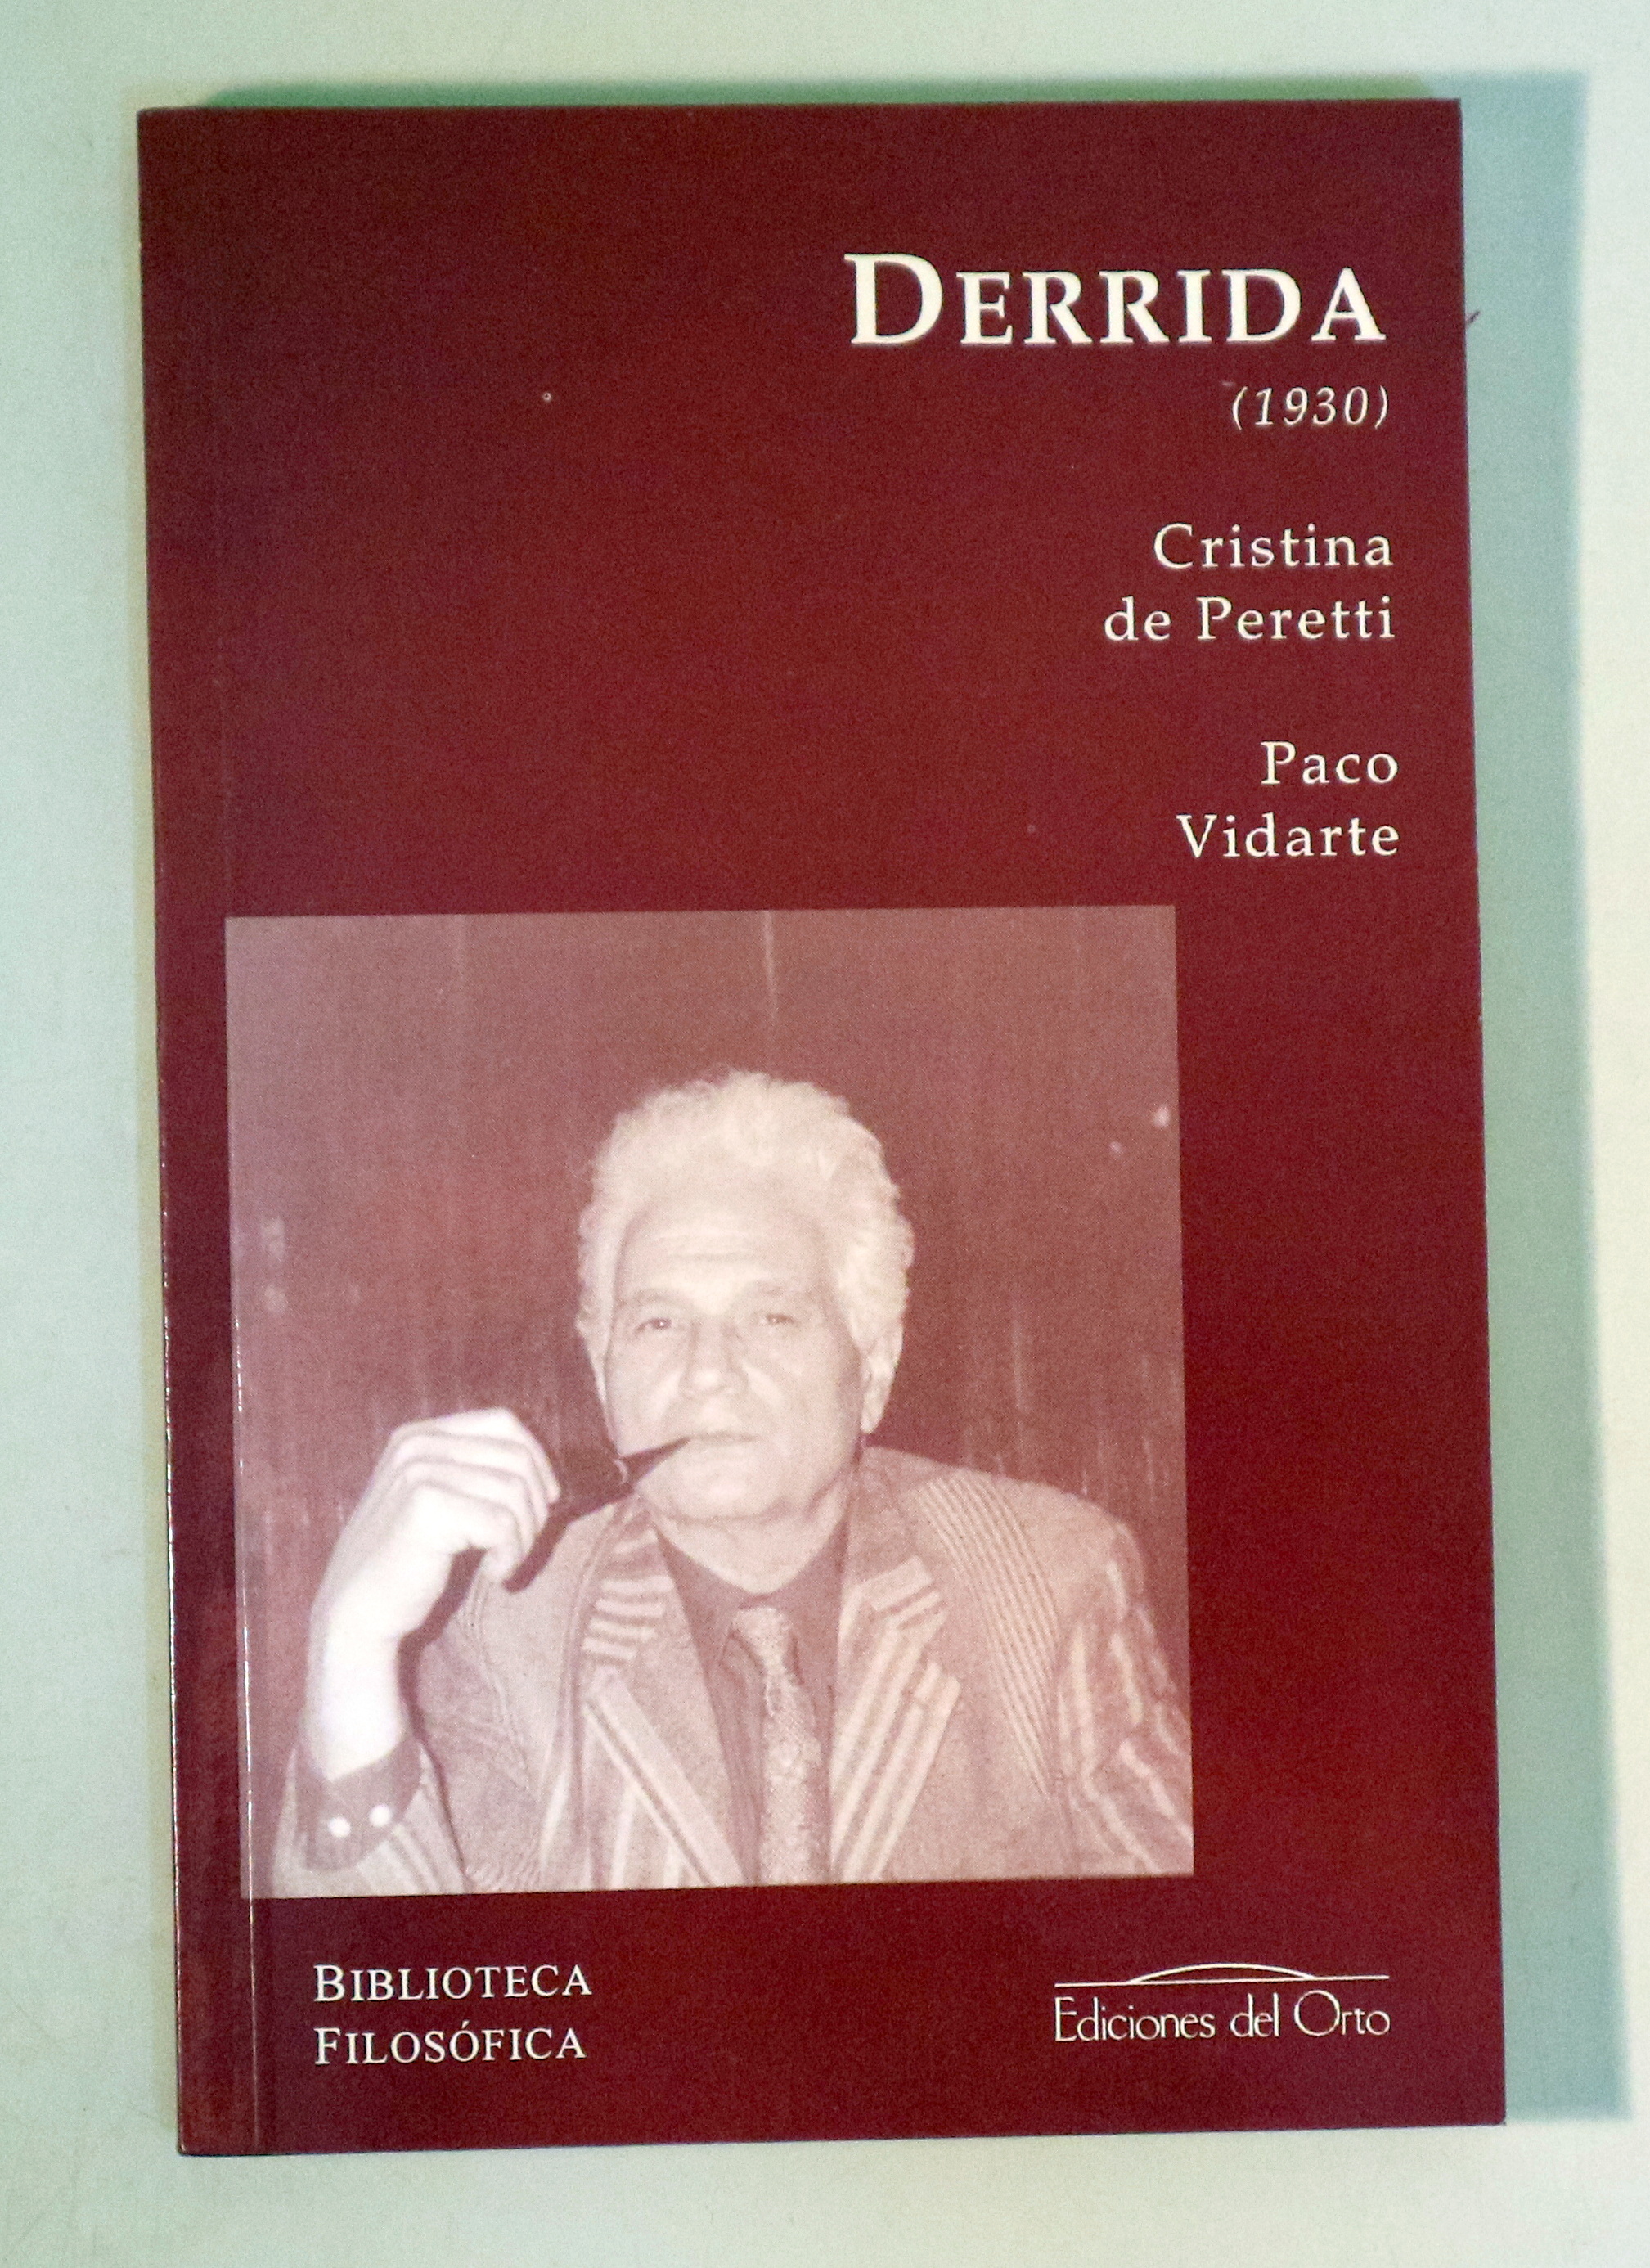 DERRIDA
(1930)
Cristina
de Peretti
Paco
Vidarte
BIBLIOTECA
FILOSÓFICA
Ediciones del Orto